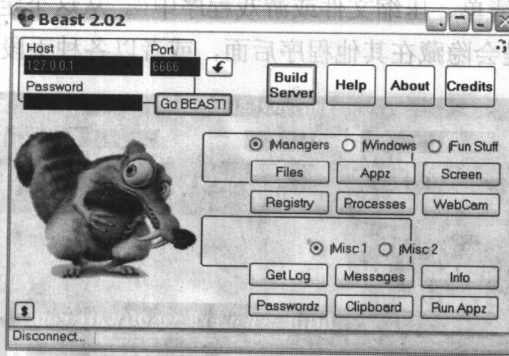 Beast 2.02
Host
Port
127.0.0.1
6666
Password
Go BEAST!
Build Server
Help
About
Credits
Managers
Windows
Fun Stuff
Files
Appz
Screen
Registry
Processes
WebCam
Misc 1
Misc 2
Get Log
Messages
Info
Passwordz
Clipboard
Run Appz
$
Disconnect...